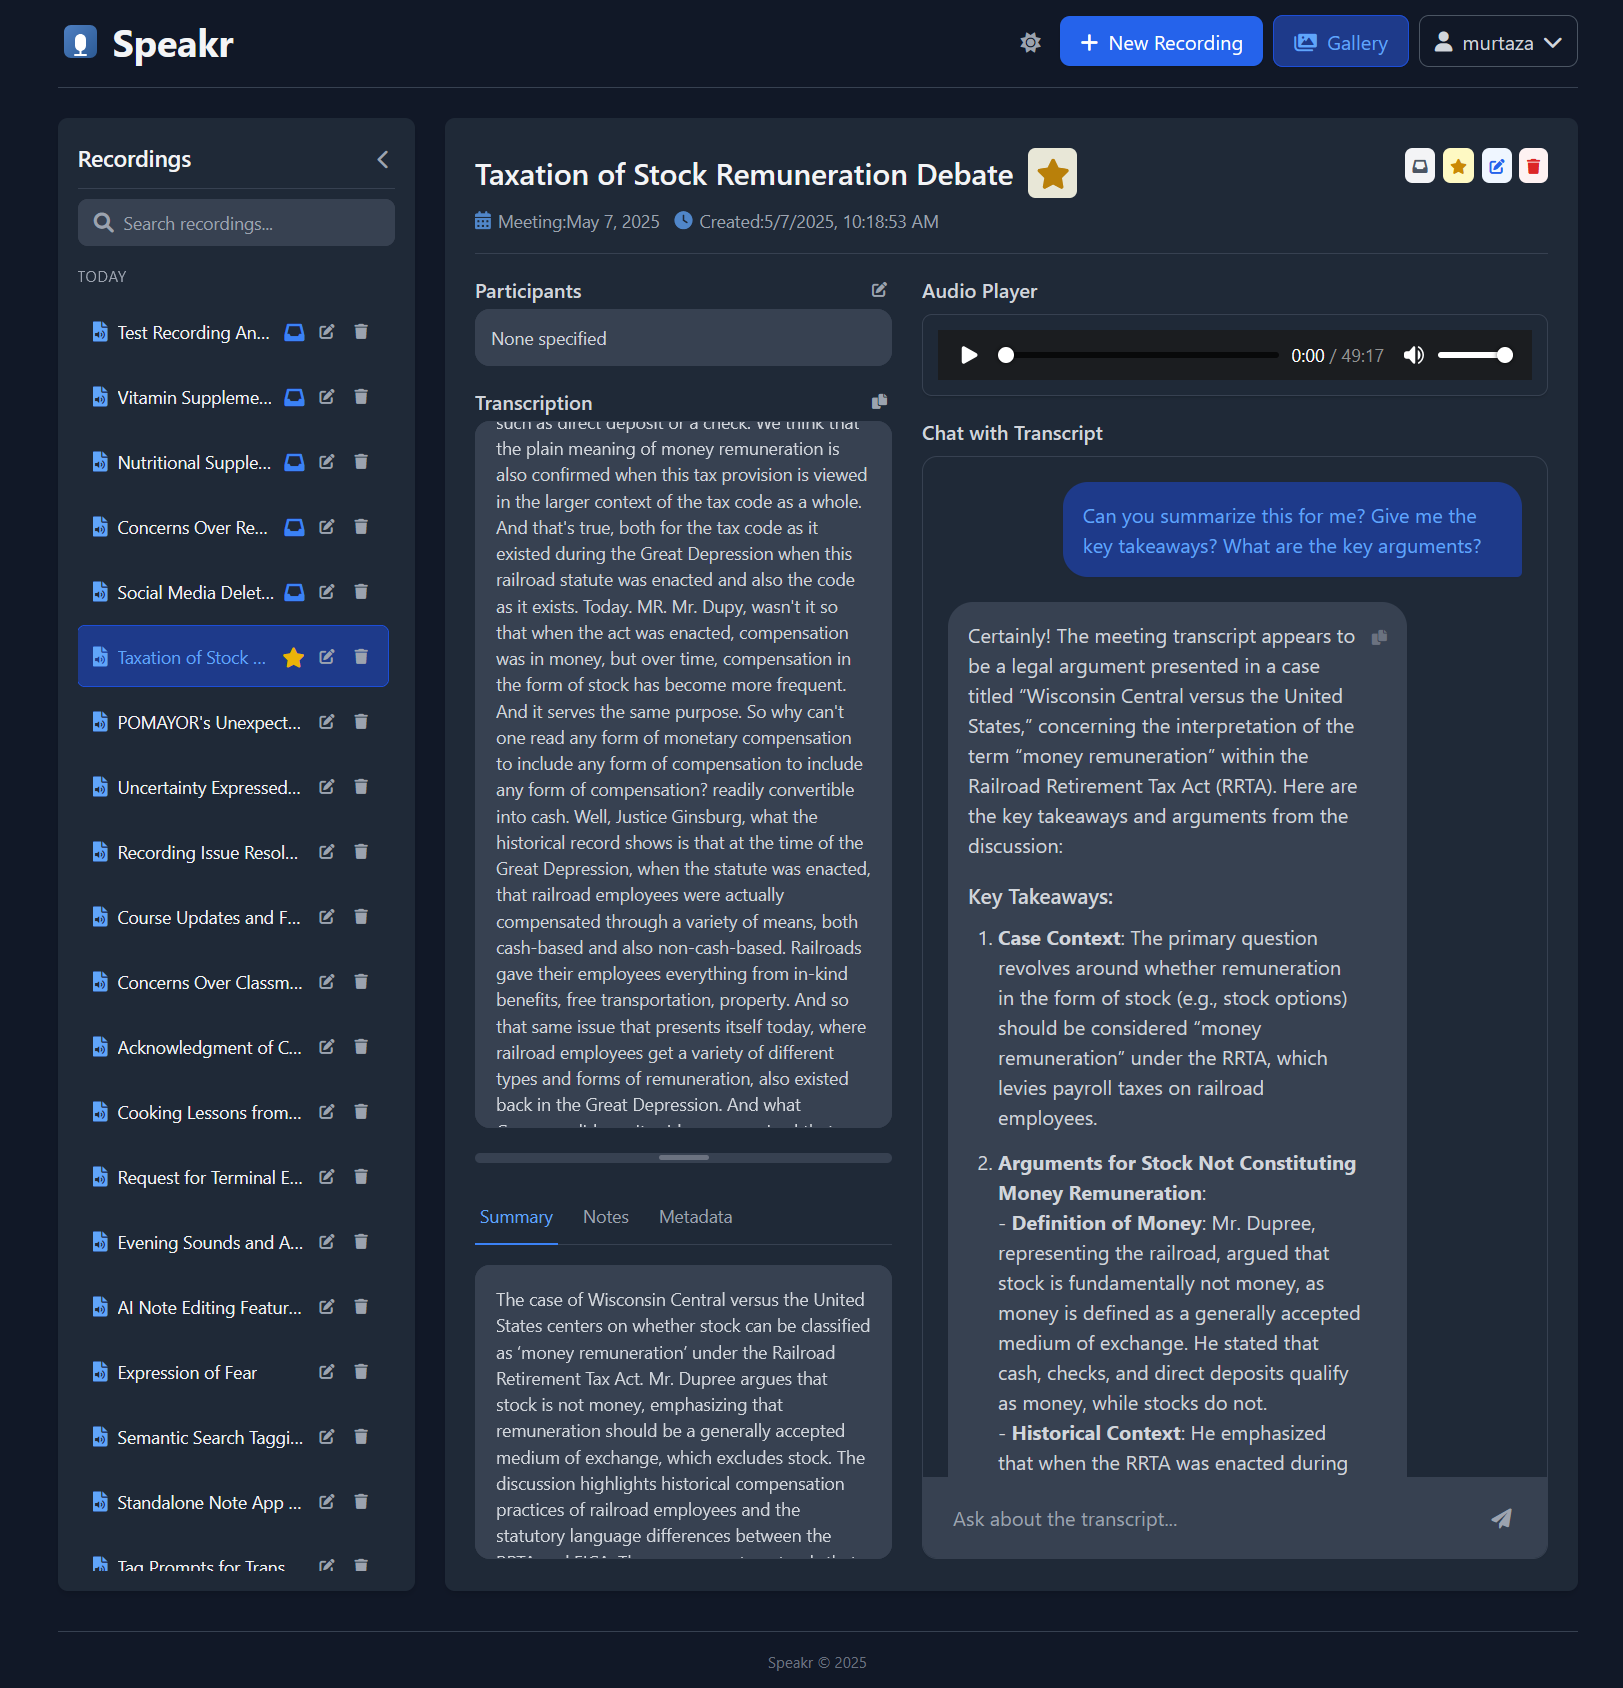 Speakr
New Recording
Gallery
murtaza
Recordings
Search recordings...
TODAY
Test Recording An...
Vitamin Suppleme...
Nutritional Supple...
Concerns Over Re...
Social Media Delet...
Taxation of Stock ...
POMAYOR's Unexpect...
Uncertainty Expressed...
Recording Issue Resol...
Course Updates and F...
Concerns Over Classm...
Acknowledgment of C...
Cooking Lessons from...
Request for Terminal E...
Evening Sounds and A...
AI Note Editing Featur...
Expression of Fear
Semantic Search Taggi...
Standalone Note App ...
Tag Prompts for Trans
Taxation of Stock Remuneration Debate
Meeting:May 7, 2025 Created:5/7/2025, 10:18:53 AM
Participants
None specified
Transcription
such as direct deposit or a check. We think that
the plain meaning of money remuneration is
also confirmed when this tax provision is viewed
in the larger context of the tax code as a whole.
And that's true, both for the tax code as it
existed during the Great Depression when this
railroad statute was enacted and also the code
as it exists. Today. MR. Mr. Dupy, wasn't it so
that when the act was enacted, compensation
was in money, but over time, compensation in
the form of stock has become more frequent.
And it serves the same purpose. So why can't
one read any form of monetary compensation
to include any form of compensation to include
any form of compensation? readily convertible
into cash. Well, Justice Ginsburg, what the
historical record shows is that at the time of the
Great Depression, when the statute was enacted,
that railroad employees were actually
compensated through a variety of means, both
cash-based and also non-cash-based. Railroads
gave their employees everything from in-kind
benefits, free transportation, property. And so
that same issue that presents itself today, where
railroad employees get a variety of different
types and forms of remuneration, also existed
back in the Great Depression. And what
Summary Notes Metadata
The case of Wisconsin Central versus the United
States centers on whether stock can be classified
as ‘money remuneration’ under the Railroad
Retirement Tax Act. Mr. Dupree argues that
stock is not money, emphasizing that
remuneration should be a generally accepted
medium of exchange, which excludes stock. The
discussion highlights historical compensation
practices of railroad employees and the
statutory language differences between the
Audio Player
0:00 / 49:17
Chat with Transcript
Can you summarize this for me? Give me the
key takeaways? What are the key arguments?
Certainly! The meeting transcript appears to
be a legal argument presented in a case
titled “Wisconsin Central versus the United
States,” concerning the interpretation of the
term “money remuneration” within the
Railroad Retirement Tax Act (RRTA). Here are
the key takeaways and arguments from the
discussion:
Key Takeaways:
1. Case Context: The primary question
revolves around whether remuneration
in the form of stock (e.g., stock options)
should be considered “money
remuneration” under the RRTA, which
levies payroll taxes on railroad
employees.
2. Arguments for Stock Not Constituting
Money Remuneration:
- Definition of Money: Mr. Dupree,
representing the railroad, argued that
stock is fundamentally not money, as
money is defined as a generally accepted
medium of exchange. He stated that
cash, checks, and direct deposits qualify
as money, while stocks do not.
- Historical Context: He emphasized
that when the RRTA was enacted during
Ask about the transcript...
Speakr © 2025